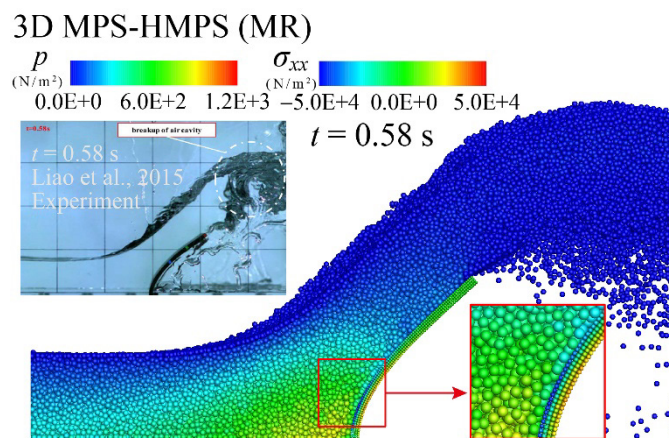 3D MPS-HMPS (MR)
p
(N/m²)
0.0E+0 6.0E+2 1.2E+3
σxx
(N/m²)
−5.0E+4 0.0E+0 5.0E+4
t = 0.58 s
t=0.58s
breakup of air cavity
t = 0.58 s
Liao et al., 2015
Experiment